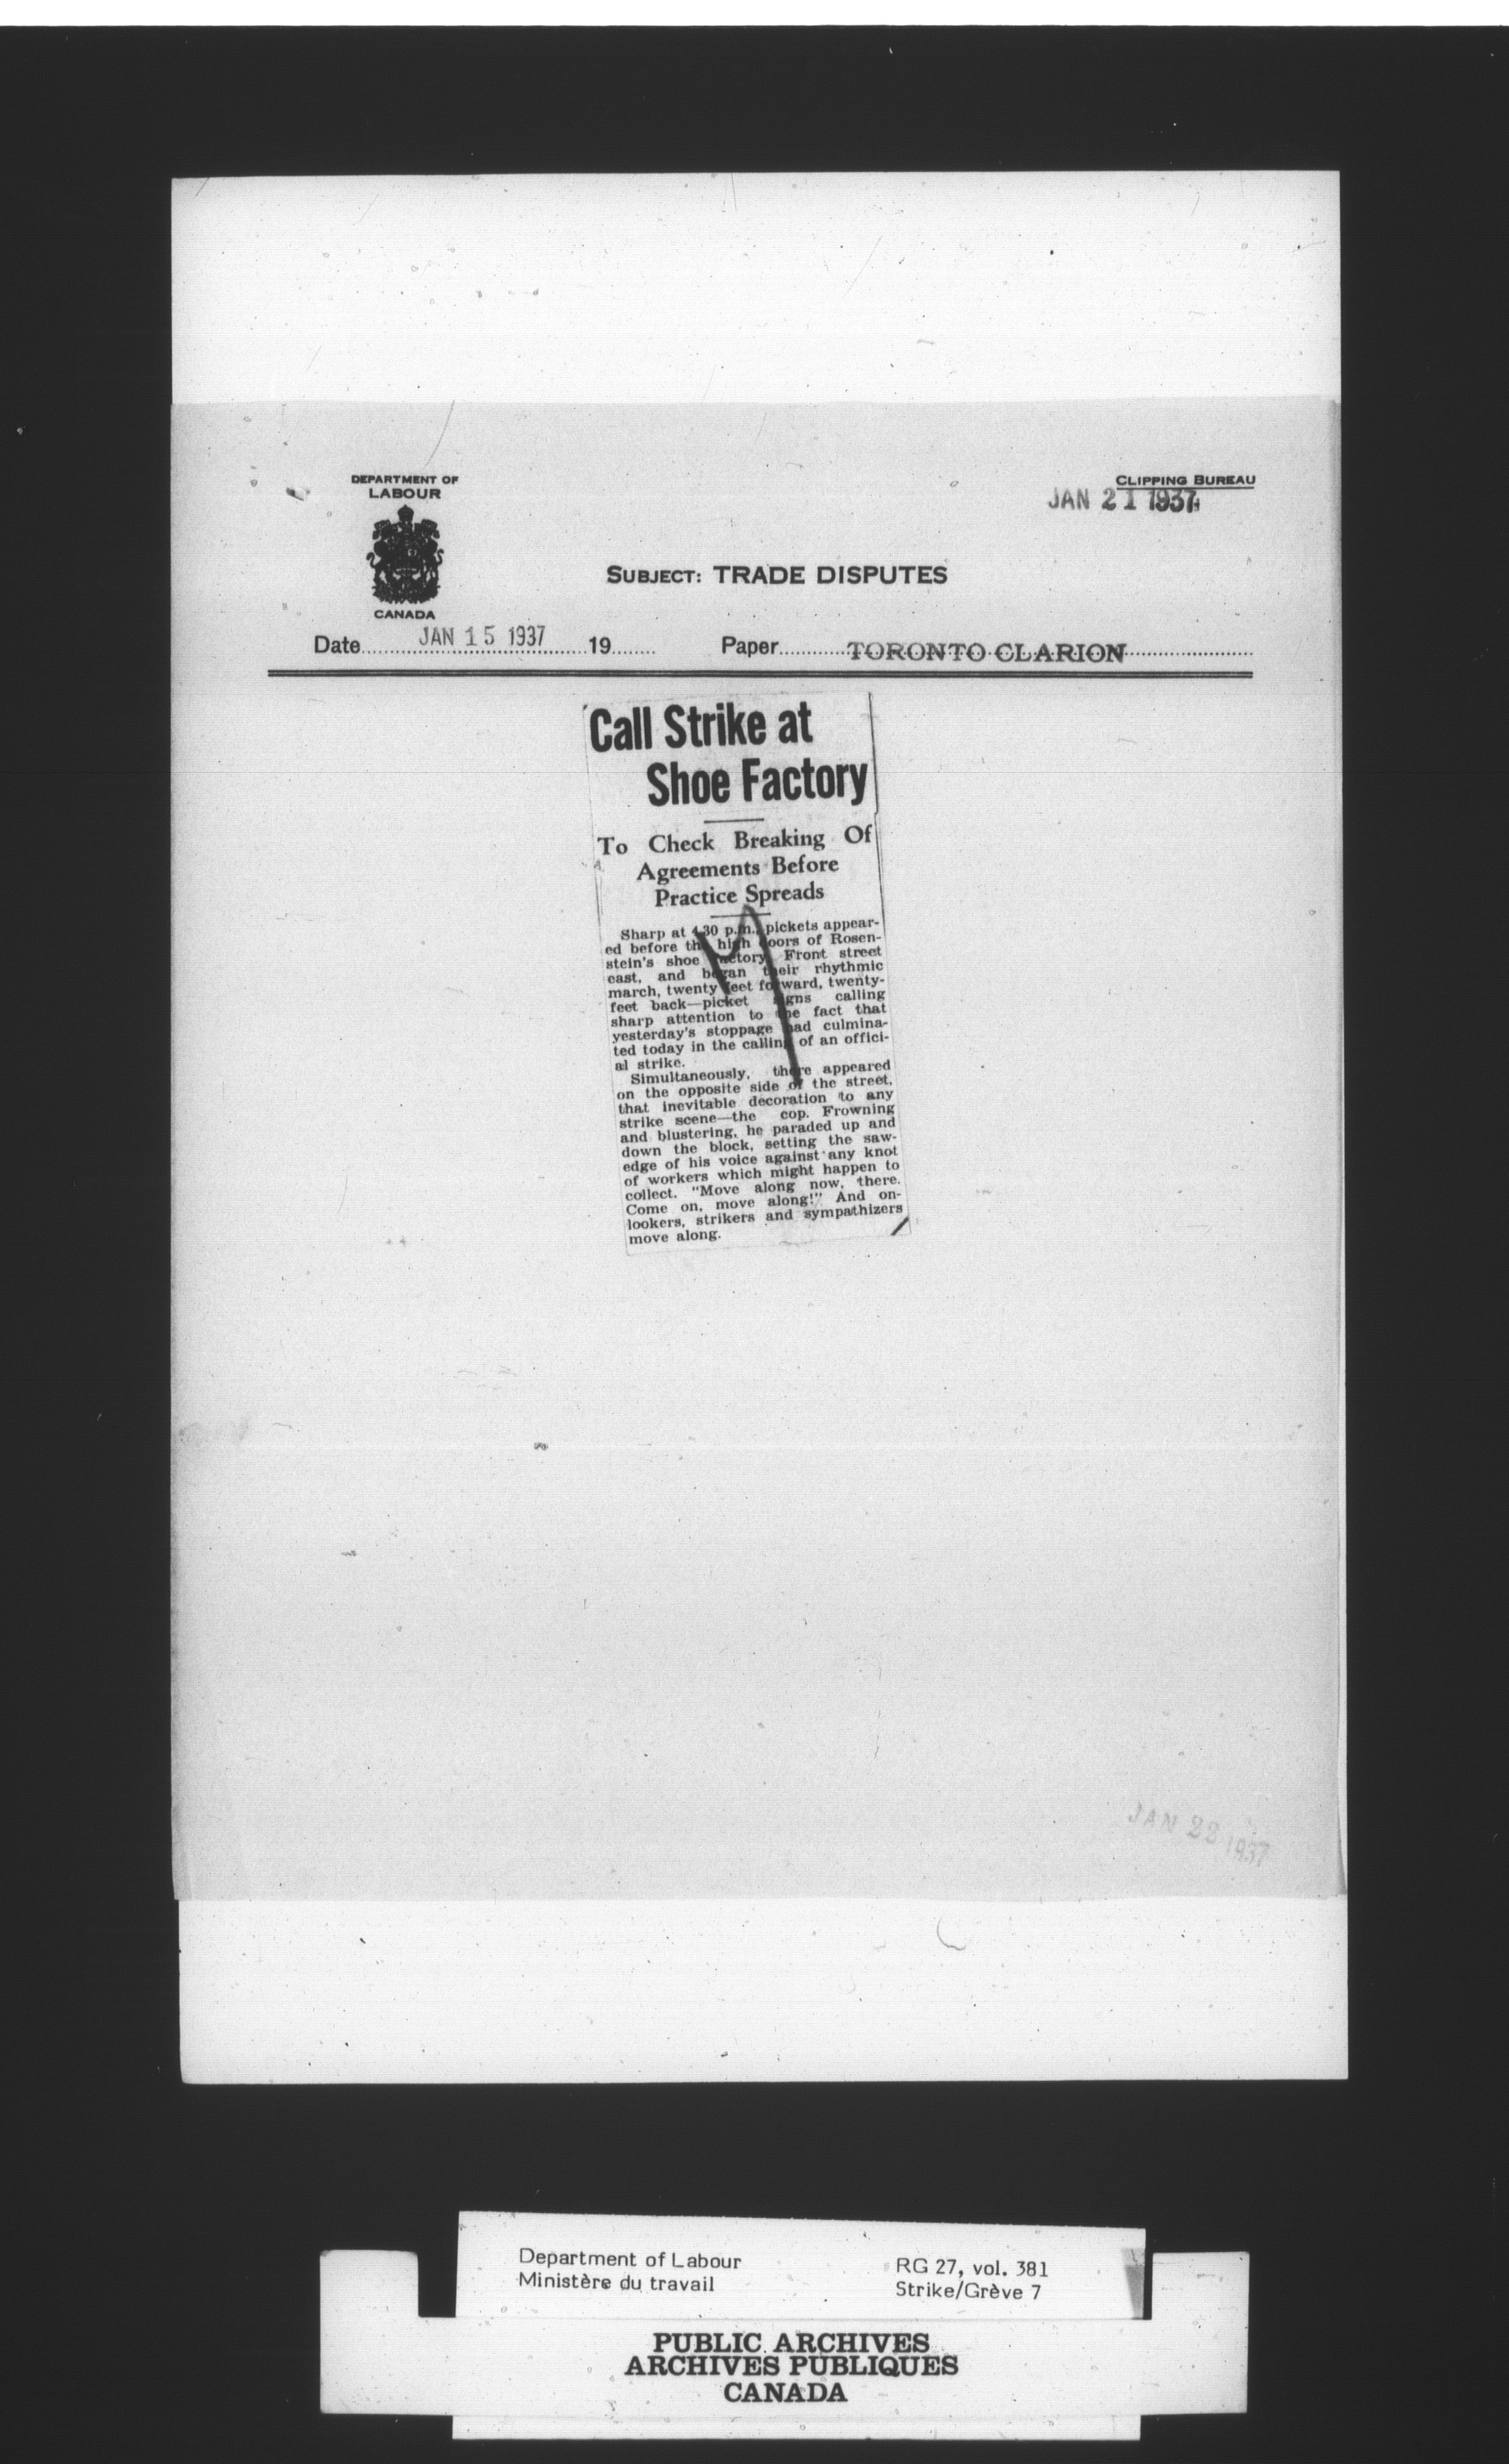 DEPARTMENT OF
LABOUR
CANADA
CLIPPING BUREAU
JAN 21 1937
SUBJECT: TRADE DISPUTES
Date JAN 15 1937 19 Paper TORONTO CLARION
Call Strike at
Shoe Factory
To Check Breaking Of
Agreements Before
Practice Spreads
Sharp at 4.30 p.m., pickets appear-
ed before the high doors of Rosen-
stein's shoe factory, Front street
east, and began their rhythmic
march, twenty feet forward, twenty-
feet back—picket signs calling
sharp attention to the fact that
yesterday's stoppage had culmina-
ted today in the calling of an offici-
al strike.
Simultaneously, there appeared
on the opposite side of the street,
that inevitable decoration to any
strike scene—the cop. Frowning
and blustering, he paraded up and
down the block, setting the saw-
edge of his voice against any knot
of workers which might happen to
collect. "Move along now, there.
Come on, move along!" And on-
lookers, strikers and sympathizers
move along.
JAN 22 1937
Department of Labour
Ministère du travail
RG 27, vol. 381
Strike/Grève 7
PUBLIC ARCHIVES
ARCHIVES PUBLIQUES
CANADA